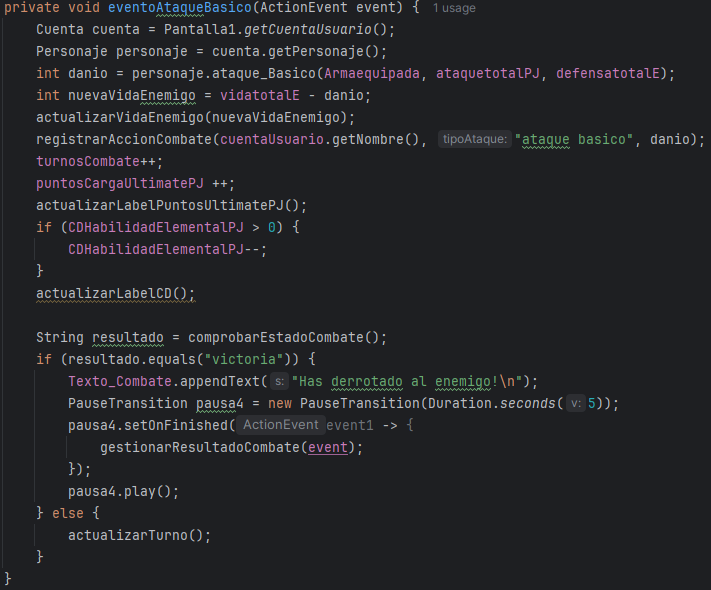 private void eventoAtaqueBasico(ActionEvent event) { 1 usage
    Cuenta cuenta = Pantalla1.getCuentaUsuario();
    Personaje personaje = cuenta.getPersonaje();
    int danio = personaje.ataque_Basico(Armaequipada, ataquetotalPJ, defensatotalE);
    int nuevaVidaEnemigo = vidatotalE - danio;
    actualizarVidaEnemigo(nuevaVidaEnemigo);
    registrarAccionCombate(cuentaUsuario.getNombre(), tipoAtaque: "ataque basico", danio);
    turnosCombate++;
    puntosCargaUltimatePJ ++;
    actualizarLabelPuntosUltimatePJ();
    if (CDHabilidadElementalPJ > 0) {
        CDHabilidadElementalPJ--;
    }
    actualizarLabelCD();

    String resultado = comprobarEstadoCombate();
    if (resultado.equals("victoria")) {
        Texto_Combate.appendText( s: "Has derrotado al enemigo!\n");
        PauseTransition pausa4 = new PauseTransition(Duration.seconds( v: 5));
        pausa4.setOnFinished( ActionEvent event1 -> {
            gestionarResultadoCombate(event);
        });
        pausa4.play();
    } else {
        actualizarTurno();
    }
}